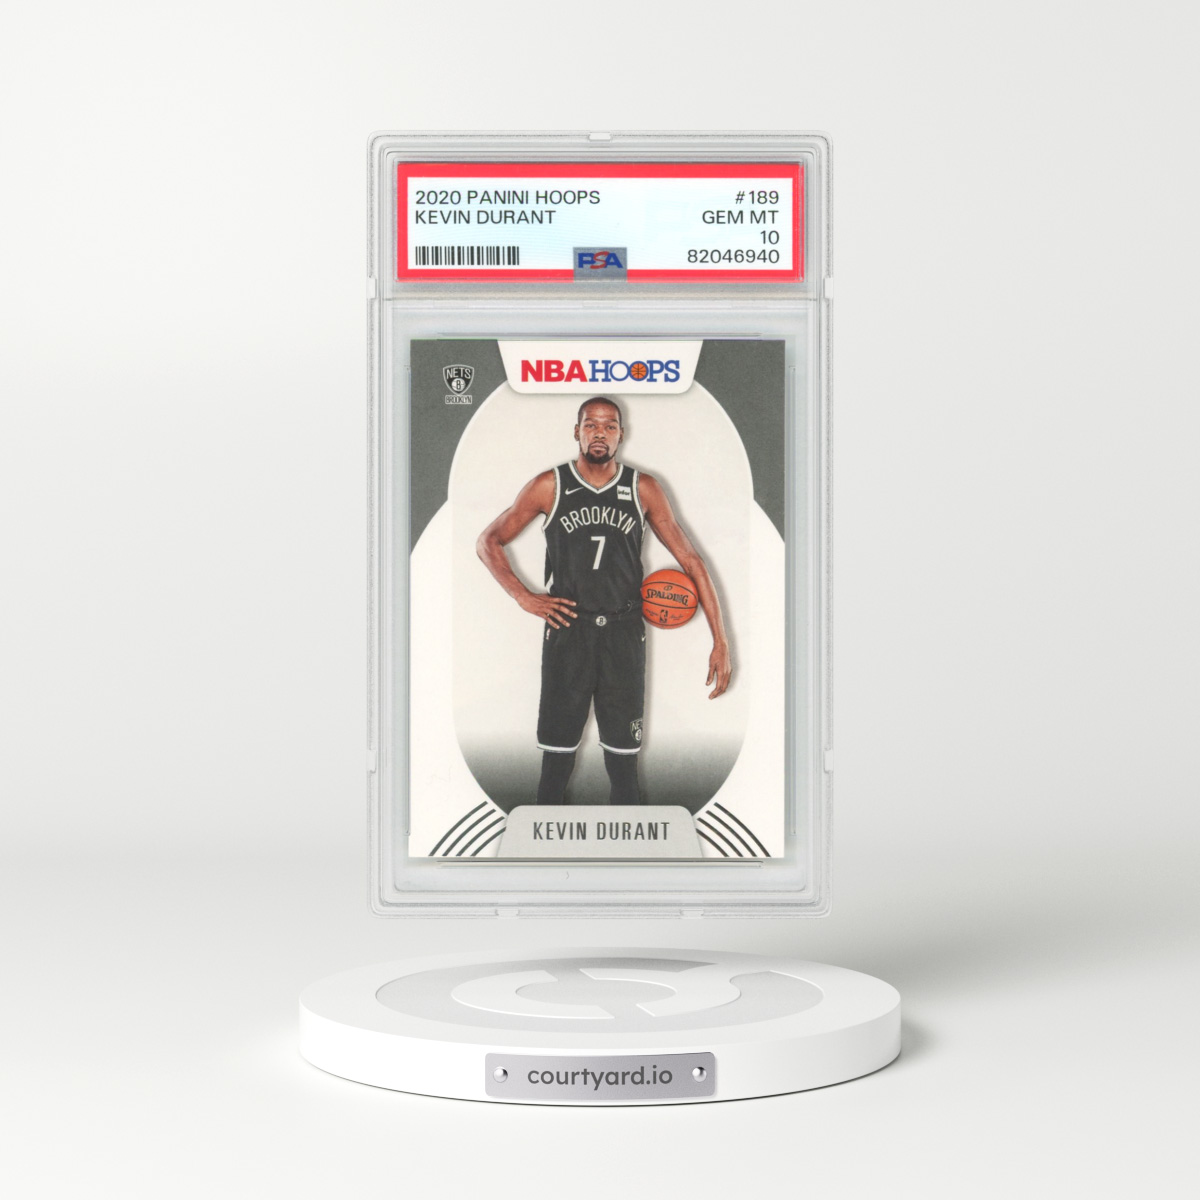 2020 PANINI HOOPS #189
KEVIN DURANT GEM MT
10
82046940
PSA
NBA HOOPS
NETS
B
BROOKLYN
7
SPALDING
KEVIN DURANT
courtyard.io